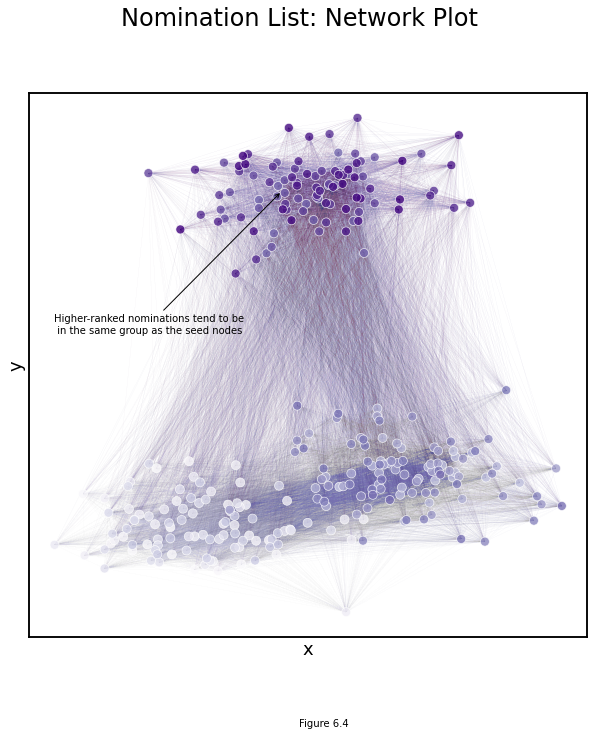 Nomination List: Network Plot
Higher-ranked nominations tend to be
in the same group as the seed nodes
y
x
Figure 6.4